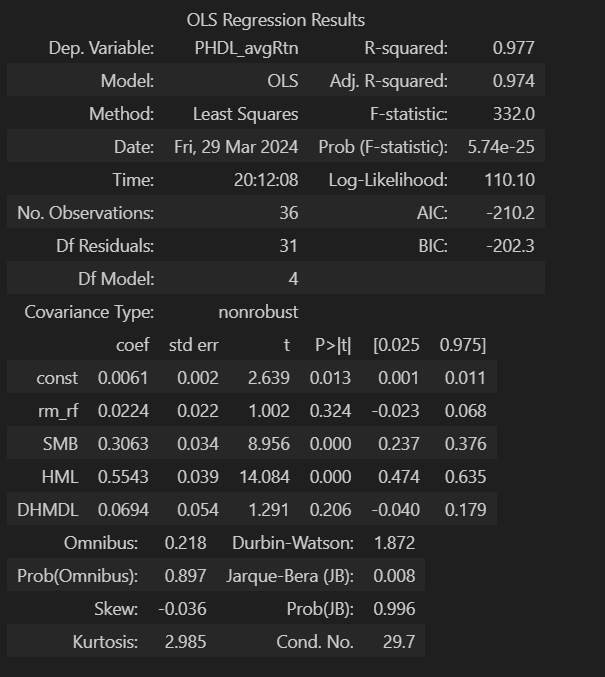 OLS Regression Results
Dep. Variable: PHDL_avgRtn R-squared: 0.977
Model: OLS Adj. R-squared: 0.974
Method: Least Squares F-statistic: 332.0
Date: Fri, 29 Mar 2024 Prob (F-statistic): 5.74e-25
Time: 20:12:08 Log-Likelihood: 110.10
No. Observations: 36 AIC: -210.2
Df Residuals: 31 BIC: -202.3
Df Model: 4
Covariance Type: nonrobust
coef std err t P>|t| [0.025 0.975]
const 0.0061 0.002 2.639 0.013 0.001 0.011
rm_rf 0.0224 0.022 1.002 0.324 -0.023 0.068
SMB 0.3063 0.034 8.956 0.000 0.237 0.376
HML 0.5543 0.039 14.084 0.000 0.474 0.635
DHMDL 0.0694 0.054 1.291 0.206 -0.040 0.179
Omnibus: 0.218 Durbin-Watson: 1.872
Prob(Omnibus): 0.897 Jarque-Bera (JB): 0.008
Skew: -0.036 Prob(JB): 0.996
Kurtosis: 2.985 Cond. No. 29.7